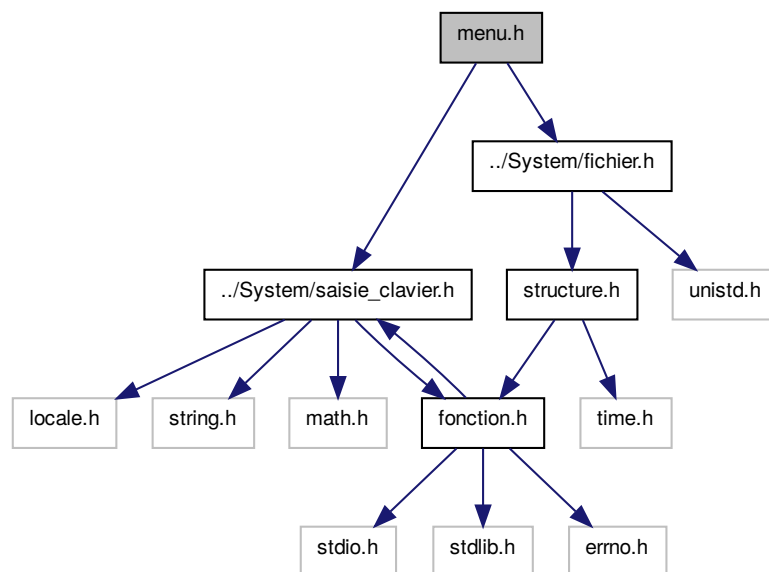 menu.h
../System/fichier.h
../System/saisie_clavier.h
structure.h
unistd.h
locale.h
string.h
math.h
fonction.h
time.h
stdio.h
stdlib.h
errno.h